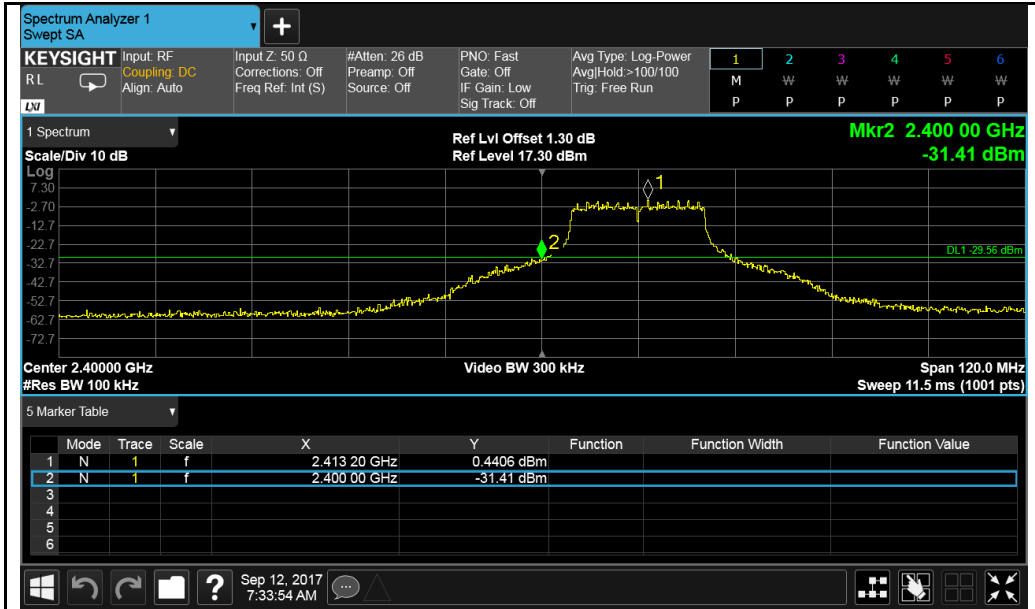 Spectrum Analyzer 1
Swept SA
+
KEYSIGHT
RL
LXI
Input: RF
Coupling: DC
Align: Auto
Input Z: 50 Ω
Corrections: Off
Freq Ref: Int (S)
#Atten: 26 dB
Preamp: Off
Source: Off
PNO: Fast
Gate: Off
IF Gain: Low
Sig Track: Off
Avg Type: Log-Power
Avg|Hold:>100/100
Trig: Free Run
1 2 3 4 5 6
M W W W W W
P P P P P P
1 Spectrum
Scale/Div 10 dB
Ref Lvl Offset 1.30 dB
Ref Level 17.30 dBm
Mkr2 2.400 00 GHz
-31.41 dBm
Log
7.30
-2.70
-12.7
-22.7
-32.7
-42.7
-52.7
-62.7
-72.7
1
2
DL1 -29.56 dBm
Center 2.40000 GHz
#Res BW 100 kHz
Video BW 300 kHz
Span 120.0 MHz
Sweep 11.5 ms (1001 pts)
5 Marker Table
Mode Trace Scale X Y Function Function Width Function Value
1 N 1 f 2.413 20 GHz 0.4406 dBm
2 N 1 f 2.400 00 GHz -31.41 dBm
3
4
5
6
?
Sep 12, 2017
7:33:54 AM